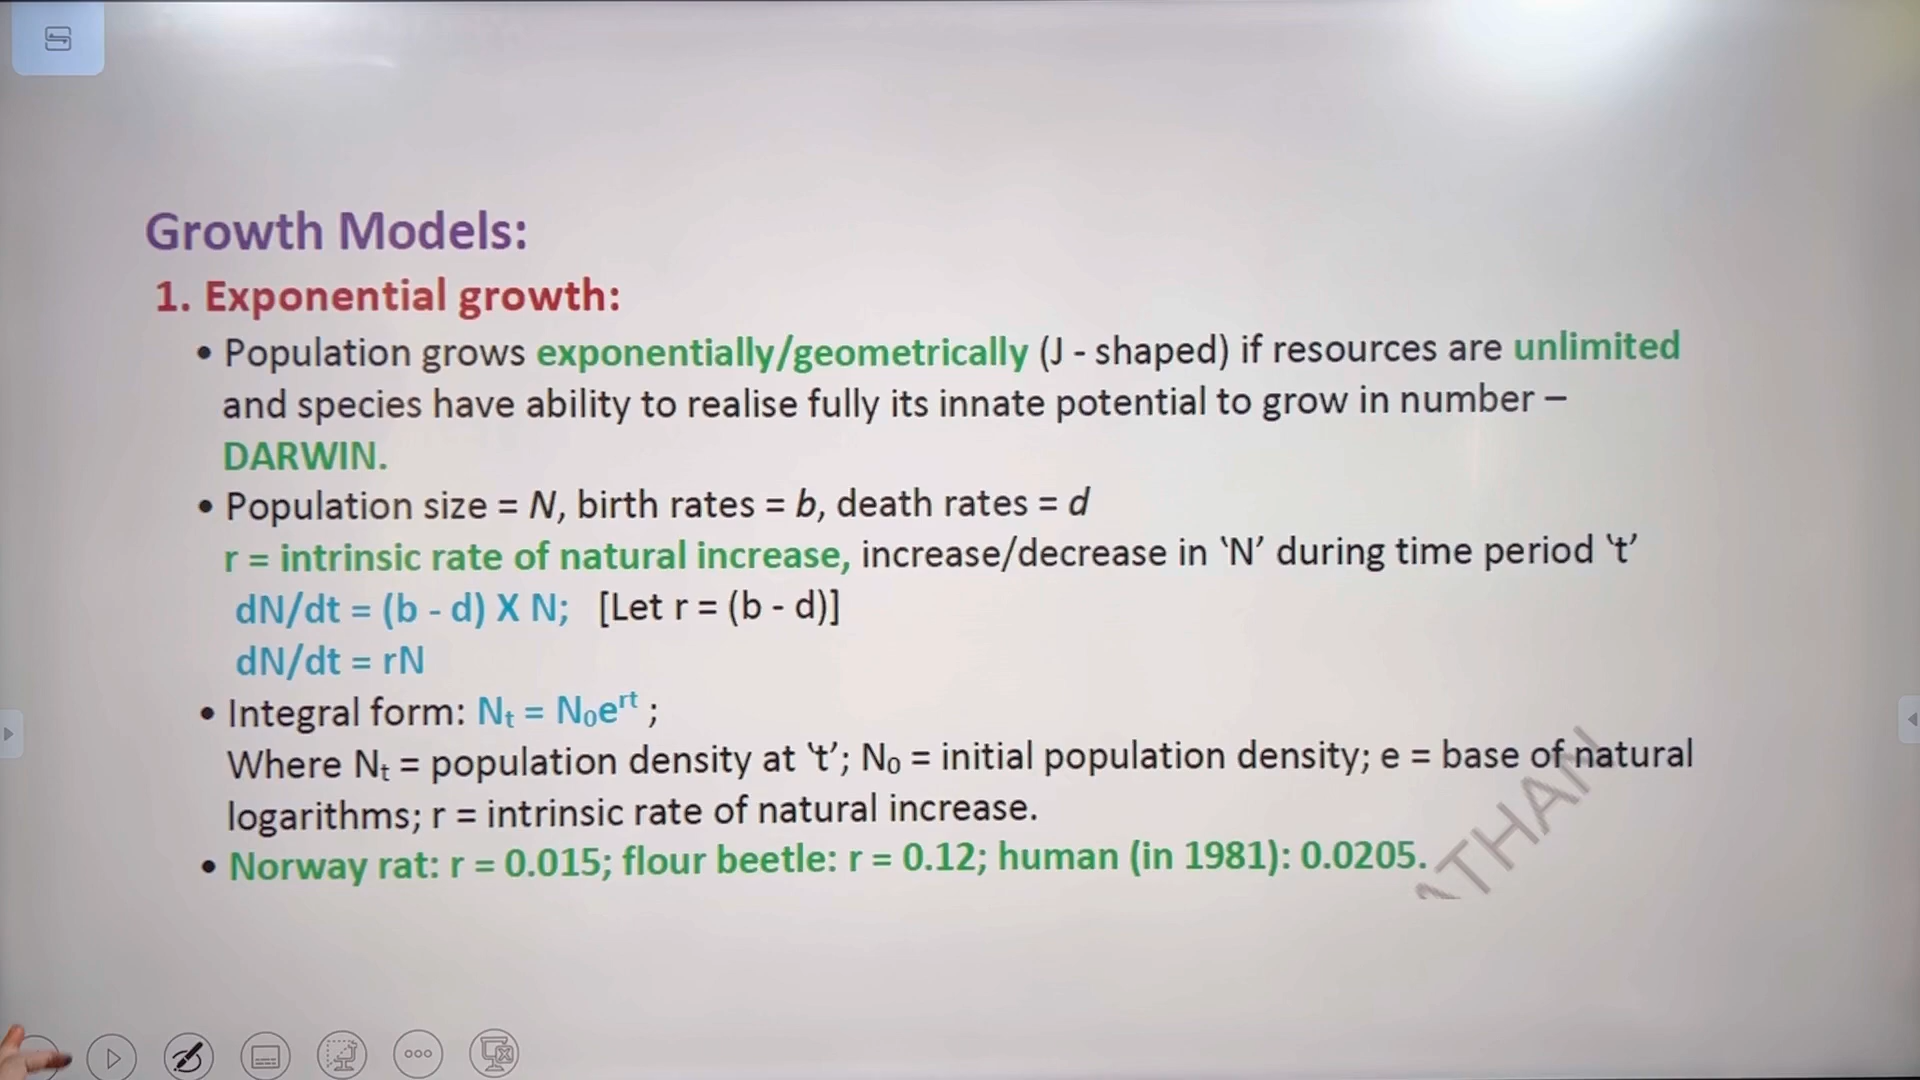 Growth Models:
1. Exponential growth:
• Population grows exponentially/geometrically (J - shaped) if resources are unlimited
and species have ability to realise fully its innate potential to grow in number –
DARWIN.
• Population size = N, birth rates = b, death rates = d
r = intrinsic rate of natural increase, increase/decrease in ‘N’ during time period ‘t’
dN/dt = (b - d) X N; [Let r = (b - d)]
dN/dt = rN
• Integral form: Nₜ = N₀eʳᵗ ;
Where Nₜ = population density at ‘t’; N₀ = initial population density; e = base of natural
logarithms; r = intrinsic rate of natural increase.
• Norway rat: r = 0.015; flour beetle: r = 0.12; human (in 1981): 0.0205.